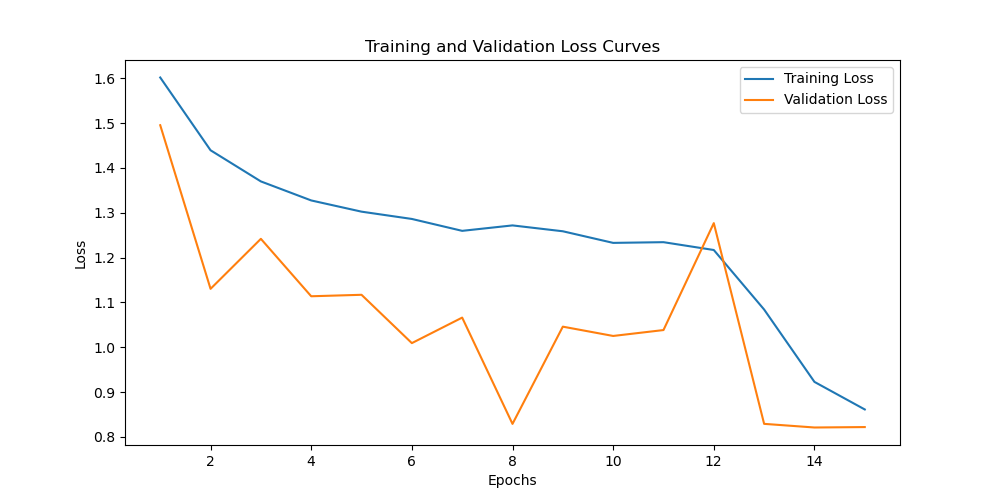 Training and Validation Loss Curves
Training Loss
Validation Loss
1.6
1.5
1.4
1.3
1.2
1.1
1.0
0.9
0.8
Loss
2 4 6 8 10 12 14
Epochs